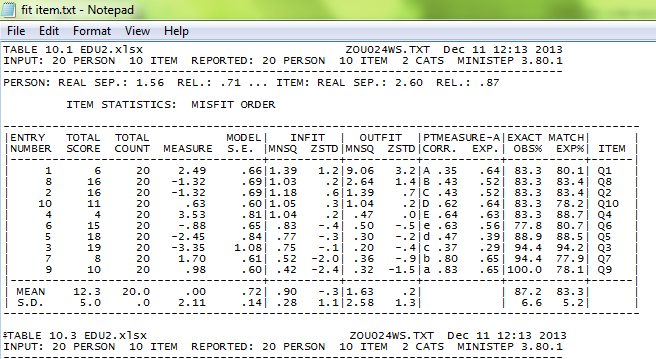 fit item.txt - Notepad
File Edit Format View Help
TABLE 10.1 EDU2.xlsx ZOU024WS.TXT Dec 11 12:13 2013
INPUT: 20 PERSON 10 ITEM REPORTED: 20 PERSON 10 ITEM 2 CATS MINISTEP 3.80.1
--------------------------------------------------------------------------------
PERSON: REAL SEP.: 1.56 REL.: .71 ... ITEM: REAL SEP.: 2.60 REL.: .87
ITEM STATISTICS: MISFIT ORDER
--------------------------------------------------------------------------------
|ENTRY TOTAL TOTAL MODEL| INFIT | OUTFIT |PTMEASURE-A|EXACT MATCH| |
|NUMBER SCORE COUNT MEASURE S.E. |MNSQ ZSTD|MNSQ ZSTD|CORR. EXP.| OBS% EXP%| ITEM |
| 1 6 20 2.49 .66|1.39 1.2|9.06 3.2|A .35 .64| 83.3 80.1| Q1 |
| 8 16 20 -1.32 .69|1.03 .2|2.64 1.4|B .43 .52| 83.3 83.4| Q8 |
| 2 16 20 -1.32 .69|1.18 .6|1.39 .7|C .43 .52| 83.3 83.4| Q2 |
| 10 11 20 .63 .60|1.05 .3|1.04 .2|D .62 .64| 83.3 78.2| Q10 |
| 4 4 20 3.53 .81|1.04 .2| .47 .0|E .64 .63| 83.3 88.7| Q4 |
| 6 15 20 -.88 .65| .83 -.4| .50 -.5|e .63 .56| 77.8 80.7| Q6 |
| 5 18 20 -2.45 .84| .77 -.3| .30 -.2|d .47 .39| 88.9 88.5| Q5 |
| 3 19 20 -3.35 1.08| .75 -.1| .20 -.4|c .37 .29| 94.4 94.2| Q3 |
| 7 8 20 1.70 .61| .52 -2.0| .36 -.9|b .80 .65| 94.4 77.9| Q7 |
| 9 10 20 .98 .60| .42 -2.4| .32 -1.5|a .83 .65|100.0 78.1| Q9 |
| MEAN 12.3 20.0 .00 .72| .90 -.3|1.63 .2| | 87.2 83.3| |
| S.D. 5.0 .0 2.11 .14| .28 1.1|2.58 1.3| | 6.6 5.2| |
--------------------------------------------------------------------------------
TABLE 10.3 EDU2.xlsx ZOU024WS.TXT Dec 11 12:13 2013
INPUT: 20 PERSON 10 ITEM REPORTED: 20 PERSON 10 ITEM 2 CATS MINISTEP 3.80.1